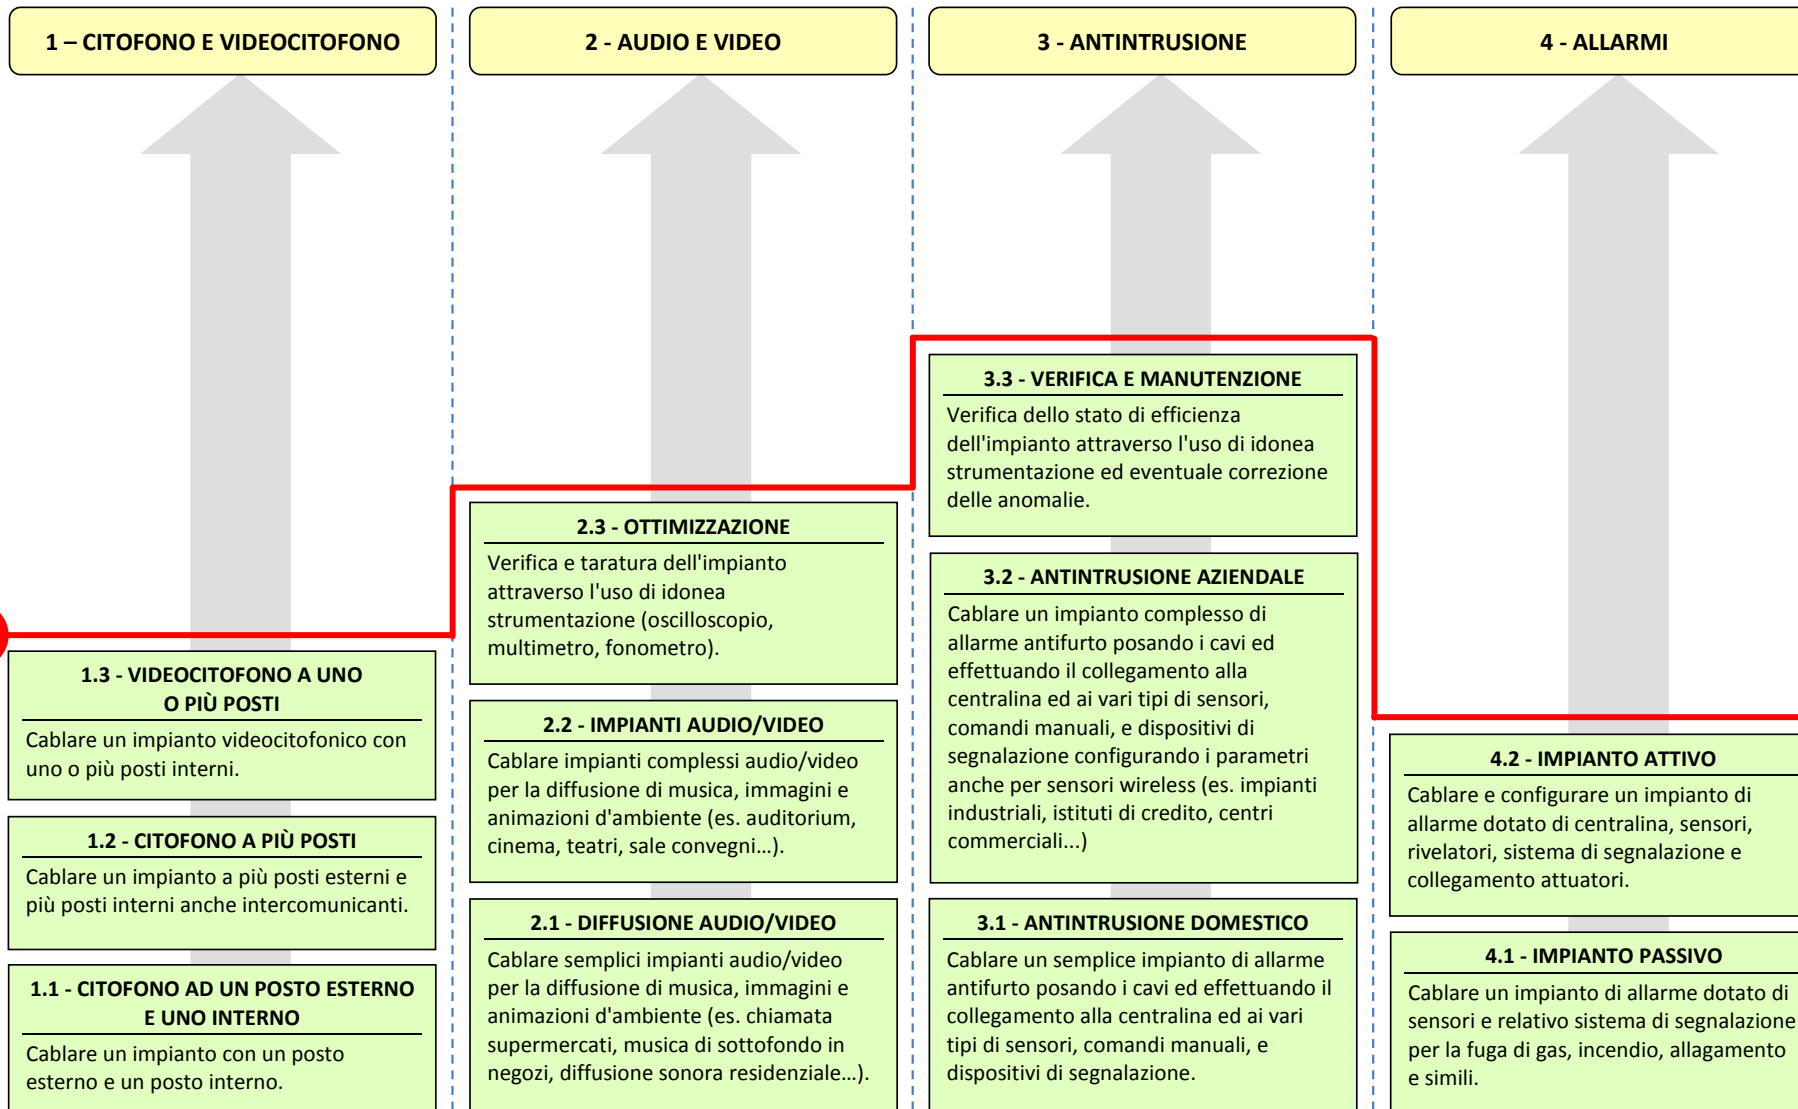 1 – CITOFONO E VIDEOCITOFONO
1.3 - VIDEOCITOFONO A UNO
O PIÙ POSTI
Cablare un impianto videocitofonico con
uno o più posti interni.
1.2 - CITOFONO A PIÙ POSTI
Cablare un impianto a più posti esterni e
più posti interni anche intercomunicanti.
1.1 - CITOFONO AD UN POSTO ESTERNO
E UNO INTERNO
Cablare un impianto con un posto
esterno e un posto interno.
2 - AUDIO E VIDEO
2.3 - OTTIMIZZAZIONE
Verifica e taratura dell'impianto
attraverso l'uso di idonea
strumentazione (oscilloscopio,
multimetro, fonometro).
2.2 - IMPIANTI AUDIO/VIDEO
Cablare impianti complessi audio/video
per la diffusione di musica, immagini e
animazioni d'ambiente (es. auditorium,
cinema, teatri, sale convegni…).
2.1 - DIFFUSIONE AUDIO/VIDEO
Cablare semplici impianti audio/video
per la diffusione di musica, immagini e
animazioni d'ambiente (es. chiamata
supermercati, musica di sottofondo in
negozi, diffusione sonora residenziale…).
3 - ANTINTRUSIONE
3.3 - VERIFICA E MANUTENZIONE
Verifica dello stato di efficienza
dell'impianto attraverso l'uso di idonea
strumentazione ed eventuale correzione
delle anomalie.
3.2 - ANTINTRUSIONE AZIENDALE
Cablare un impianto complesso di
allarme antifurto posando i cavi ed
effettuando il collegamento alla
centralina ed ai vari tipi di sensori,
comandi manuali, e dispositivi di
segnalazione configurando i parametri
anche per sensori wireless (es. impianti
industriali, istituti di credito, centri
commerciali...)
3.1 - ANTINTRUSIONE DOMESTICO
Cablare un semplice impianto di allarme
antifurto posando i cavi ed effettuando il
collegamento alla centralina ed ai vari
tipi di sensori, comandi manuali, e
dispositivi di segnalazione.
4 - ALLARMI
4.2 - IMPIANTO ATTIVO
Cablare e configurare un impianto di
allarme dotato di centralina, sensori,
rivelatori, sistema di segnalazione e
collegamento attuatori.
4.1 - IMPIANTO PASSIVO
Cablare un impianto di allarme dotato di
sensori e relativo sistema di segnalazione
per la fuga di gas, incendio, allagamento
e simili.